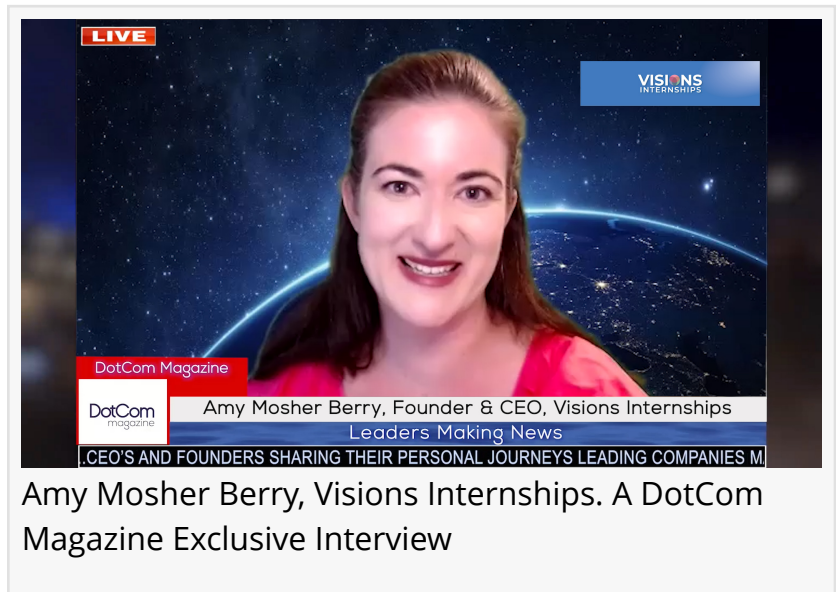 LIVE
VISIONS
INTERNSHIPS
DotCom Magazine
DotCom
magazine
Amy Mosher Berry, Founder & CEO, Visions Internships
Leaders Making News
..CEO'S AND FOUNDERS SHARING THEIR PERSONAL JOURNEYS LEADING COMPANIES M
Amy Mosher Berry, Visions Internships. A DotCom
Magazine Exclusive Interview